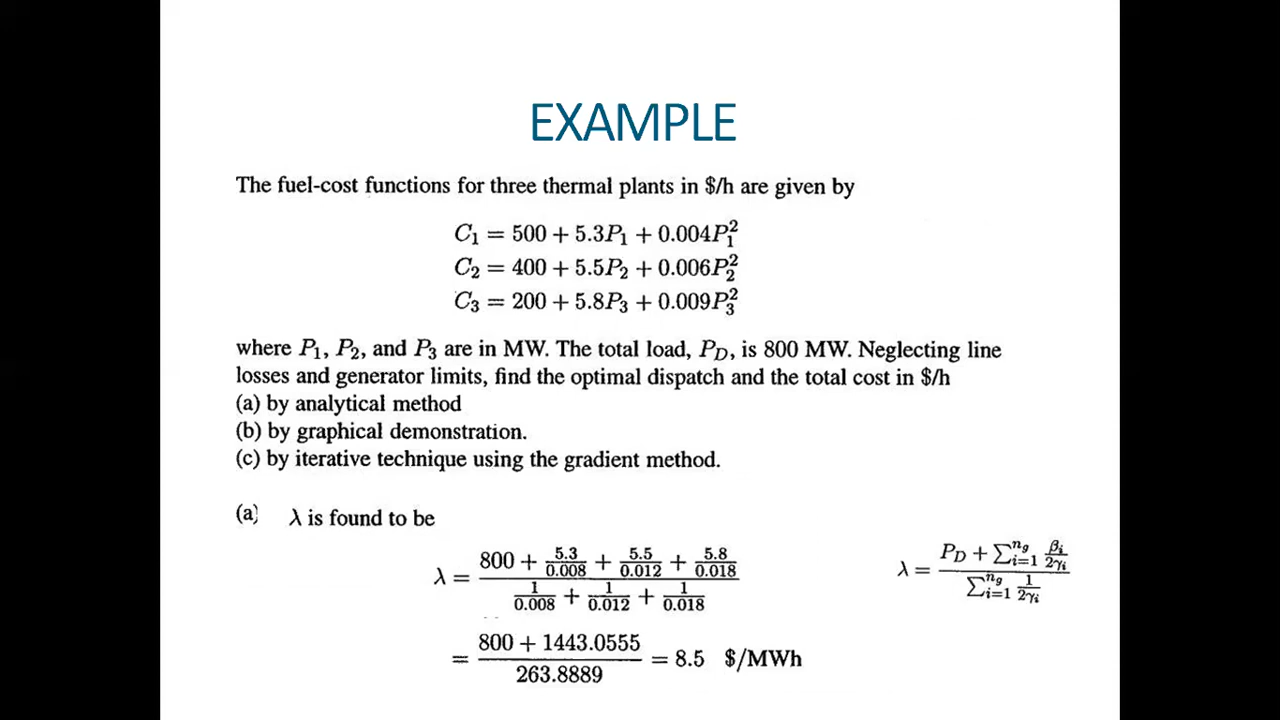 EXAMPLE
The fuel-cost functions for three thermal plants in $/h are given by
C₁ = 500 + 5.3P₁ + 0.004P₁²
C₂ = 400 + 5.5P₂ + 0.006P₂²
C₃ = 200 + 5.8P₃ + 0.009P₃²
where P₁, P₂, and P₃ are in MW. The total load, P_D, is 800 MW. Neglecting line
losses and generator limits, find the optimal dispatch and the total cost in $/h
(a) by analytical method
(b) by graphical demonstration.
(c) by iterative technique using the gradient method.
(a) λ is found to be
λ = (800 + 5.3/0.008 + 5.5/0.012 + 5.8/0.018) / (1/0.008 + 1/0.012 + 1/0.018)
λ = (P_D + ∑_{i=1}^{n_g} β_i/2γ_i) / (∑_{i=1}^{n_g} 1/2γ_i)
= (800 + 1443.0555) / 263.8889 = 8.5 $/MWh